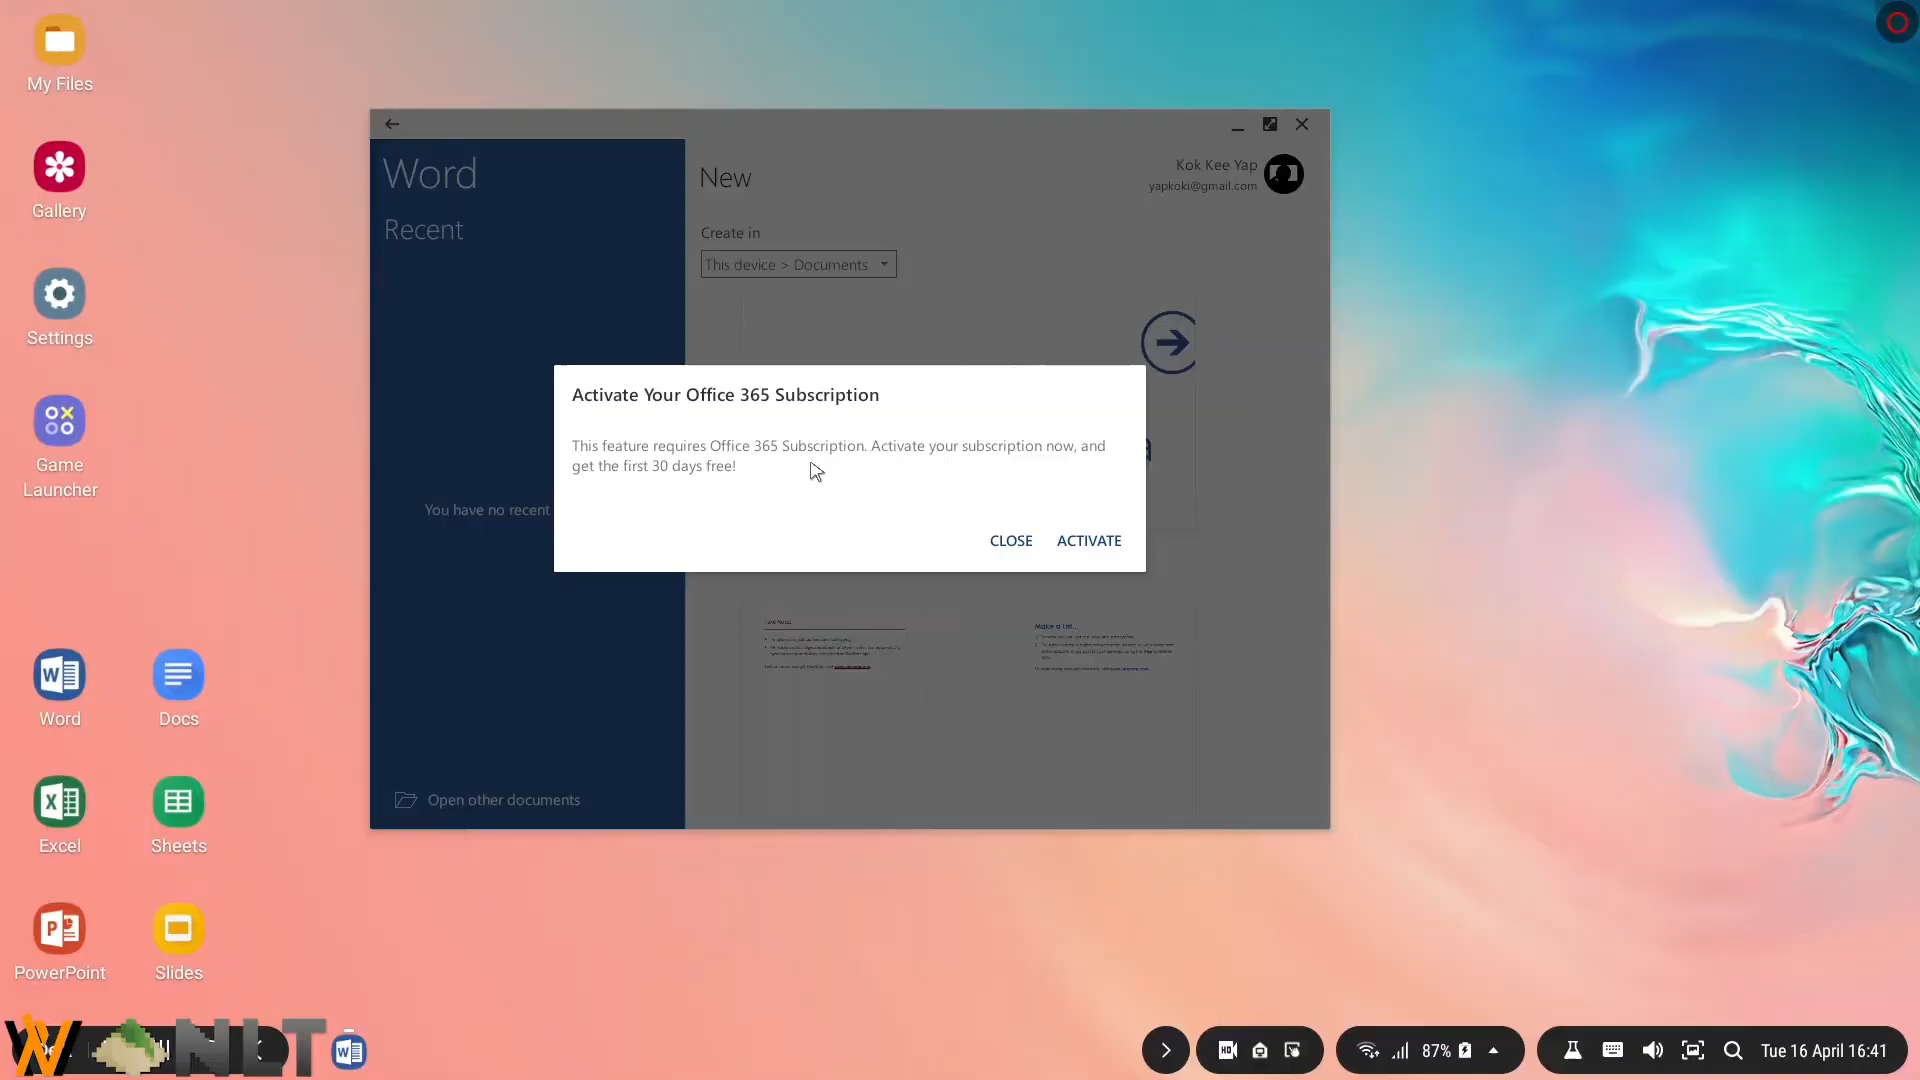 My Files
Gallery
Settings
Game
Launcher
Word
Docs
Excel
Sheets
PowerPoint
Slides
Word
Recent
You have no recent
Open other documents
New
Kok Kee Yap
yapkoki@gmail.com
Create in
This device > Documents
Activate Your Office 365 Subscription
This feature requires Office 365 Subscription. Activate your subscription now, and
get the first 30 days free!
CLOSE
ACTIVATE
Make a List...
NLT
87%
Tue 16 April 16:41